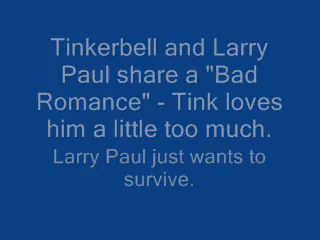 Tinkerbell and Larry
Paul share a "Bad
Romance" - Tink loves
him a little too much.
Larry Paul just wants to
survive.